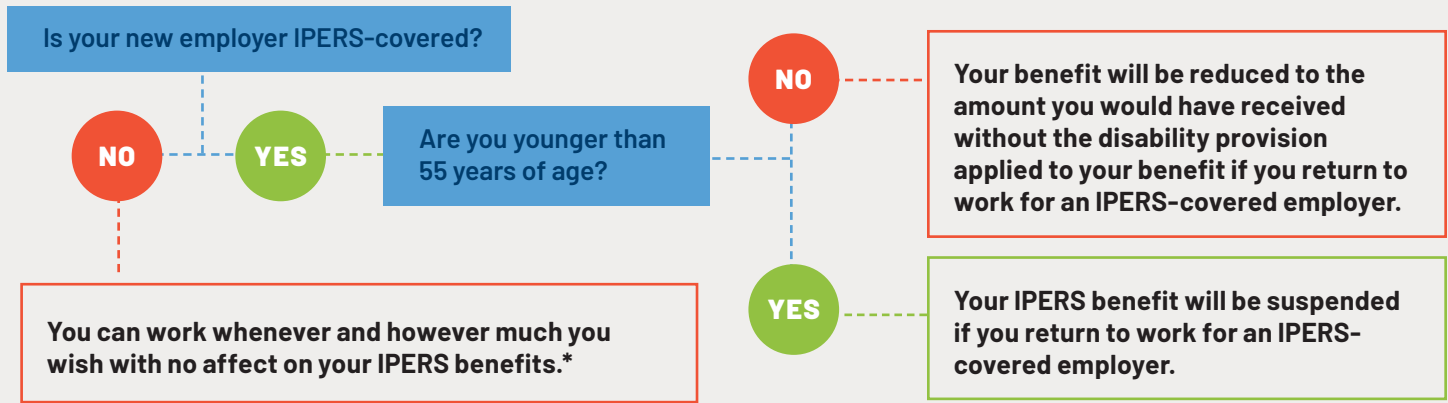 Is your new employer IPERS-covered?
NO
YES
Are you younger than
55 years of age?
NO
Your benefit will be reduced to the
amount you would have received
without the disability provision
applied to your benefit if you return to
work for an IPERS-covered employer.
YES
Your IPERS benefit will be suspended
if you return to work for an IPERS-
covered employer.
You can work whenever and however much you
wish with no affect on your IPERS benefits.*